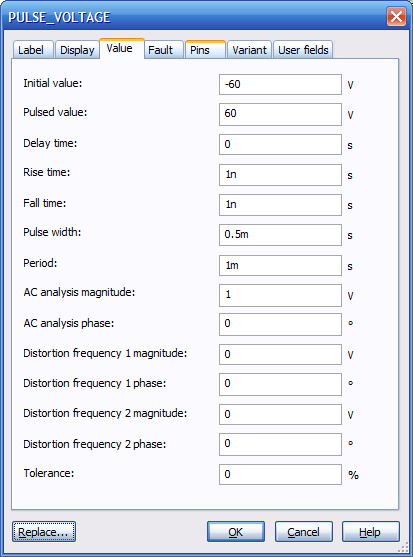 PULSE_VOLTAGE
Label Display Value Fault Pins Variant User fields
Initial value: -60 V
Pulsed value: 60 V
Delay time: 0 s
Rise time: 1n s
Fall time: 1n s
Pulse width: 0.5m s
Period: 1m s
AC analysis magnitude: 1 V
AC analysis phase: 0 °
Distortion frequency 1 magnitude: 0 V
Distortion frequency 1 phase: 0 °
Distortion frequency 2 magnitude: 0 V
Distortion frequency 2 phase: 0 °
Tolerance: 0 %
Replace... OK Cancel Help